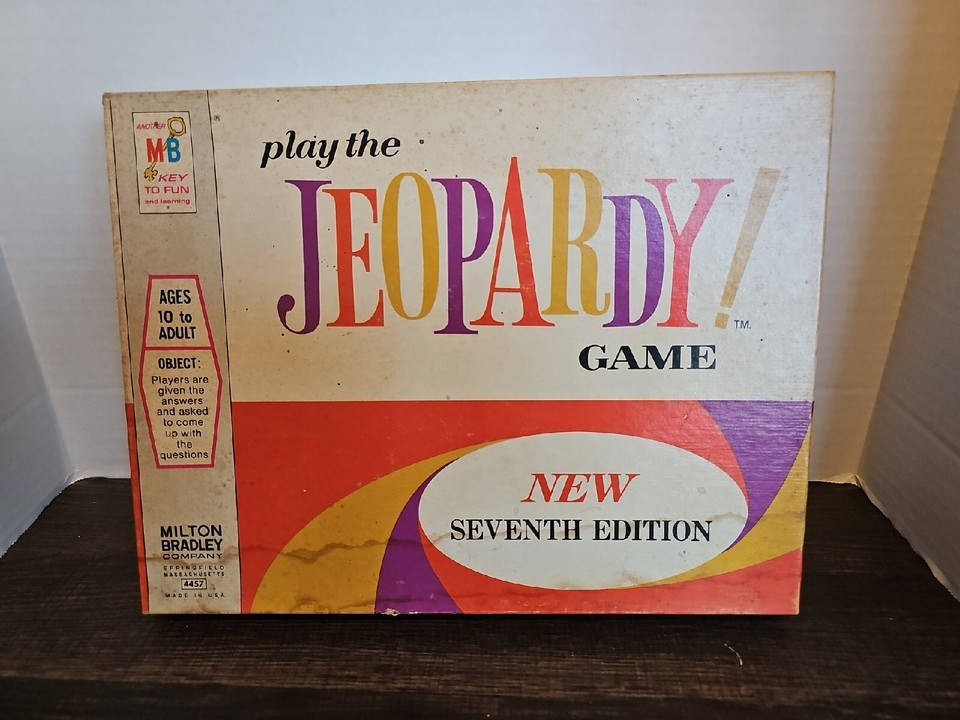 ANOTHER
MB
KEY
TO FUN
and learning
®
play the
JEOPARDY!
TM.
GAME
AGES
10 to
ADULT
OBJECT:
Players are
given the
answers
and asked
to come
up with
the
questions
NEW
SEVENTH EDITION
MILTON
BRADLEY
COMPANY
SPRINGFIELD
MASSACHUSETTS
4457
MADE IN U.S.A.